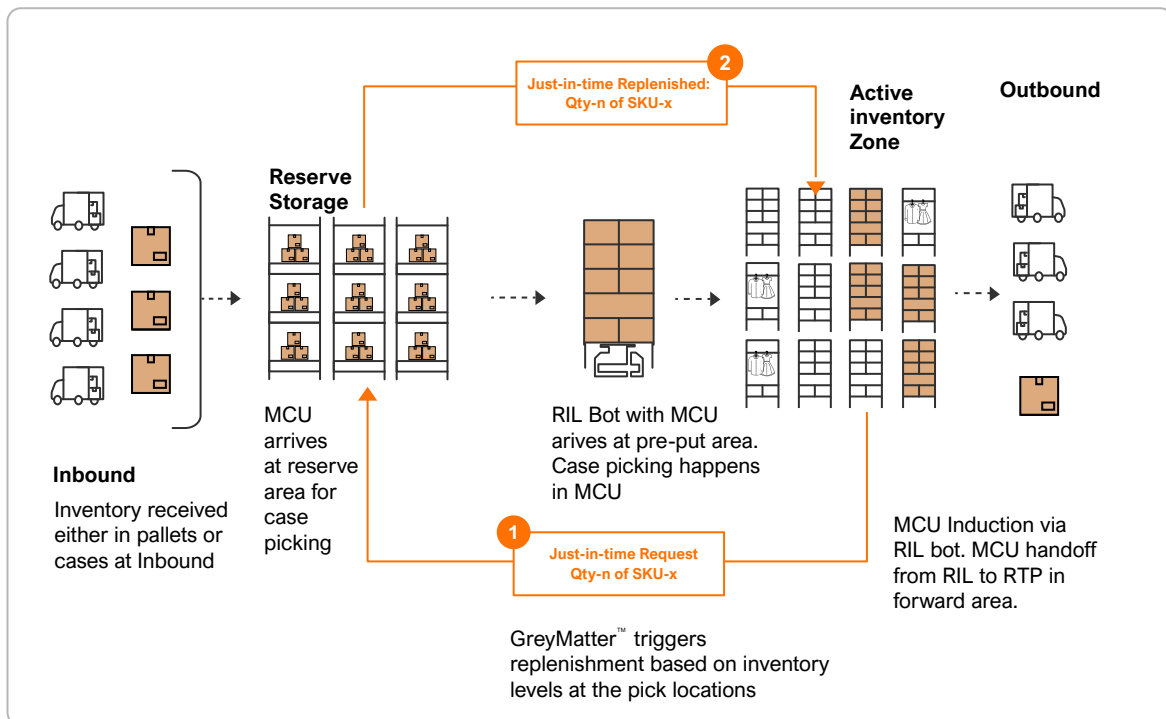 2
Just-in-time Replenished:
Qty-n of SKU-x
Active
inventory
Zone
Outbound
Reserve
Storage
Inbound
Inventory received
either in pallets or
cases at Inbound
MCU
arrives
at reserve
area for
case
picking
RIL Bot with MCU
arives at pre-put area.
Case picking happens
in MCU
1
Just-in-time Request
Qty-n of SKU-x
MCU Induction via
RIL bot. MCU handoff
from RIL to RTP in
forward area.
GreyMatter™ triggers
replenishment based on inventory
levels at the pick locations